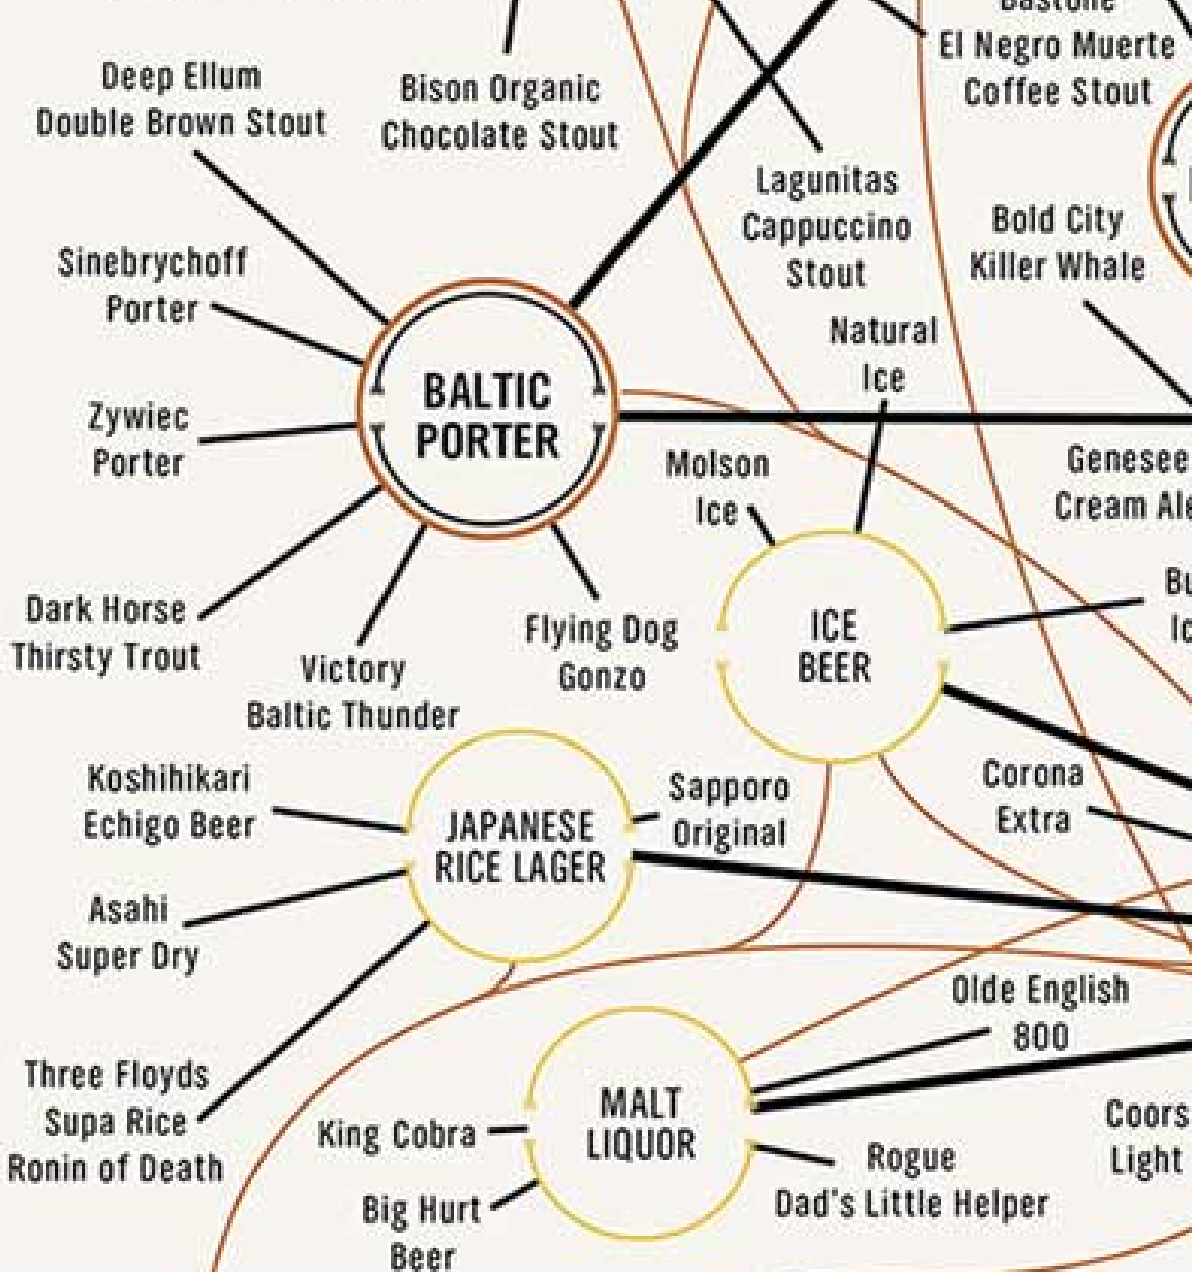 Bastone
El Negro Muerte
Coffee Stout
Deep Ellum
Double Brown Stout
Bison Organic
Chocolate Stout
Lagunitas
Cappuccino
Stout
Bold City
Killer Whale
Sinebrychoff
Porter
Natural
Ice
BALTIC
PORTER
Zywiec
Porter
Molson
Ice
Genesee
Cream Ale
Dark Horse
Thirsty Trout
Victory
Baltic Thunder
Flying Dog
Gonzo
ICE
BEER
Koshihikari
Echigo Beer
JAPANESE
RICE LAGER
Sapporo
Original
Corona
Extra
Asahi
Super Dry
Olde English
800
Three Floyds
Supa Rice
Ronin of Death
King Cobra
MALT
LIQUOR
Coors
Light
Rogue
Dad's Little Helper
Big Hurt
Beer